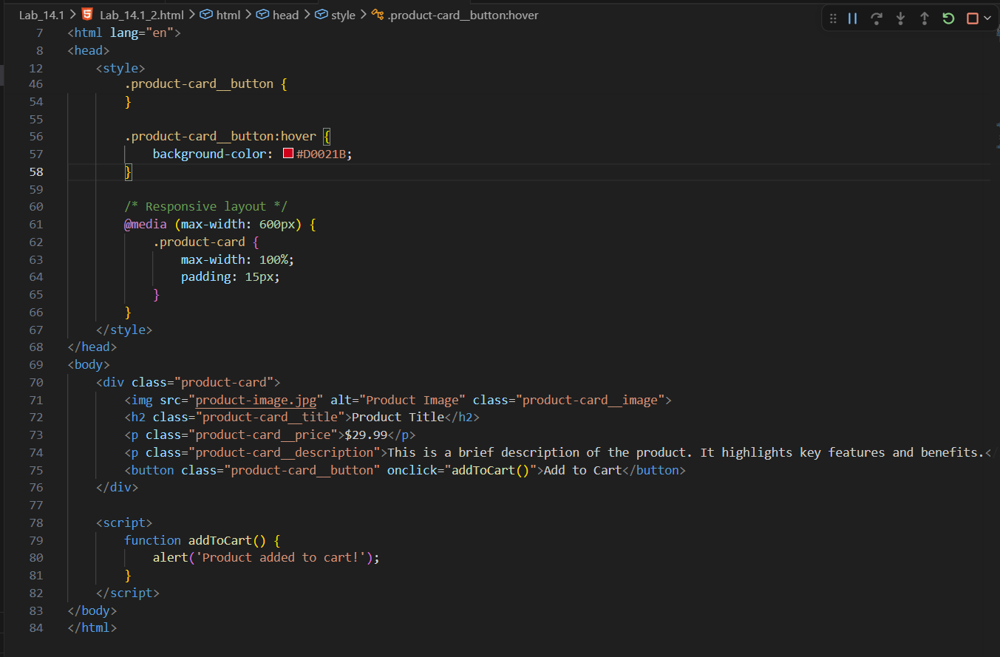 Lab_14.1 > Lab_14.1_2.html > html > head > style > .product-card__button:hover
7 <html lang="en">
8 <head>
12     <style>
46         .product-card__button {
54         }
55
56         .product-card__button:hover {
57             background-color: #D0021B;
58         }
59
60         /* Responsive layout */
61         @media (max-width: 600px) {
62             .product-card {
63                 max-width: 100%;
64                 padding: 15px;
65             }
66         }
67     </style>
68 </head>
69 <body>
70     <div class="product-card">
71         <img src="product-image.jpg" alt="Product Image" class="product-card__image">
72         <h2 class="product-card__title">Product Title</h2>
73         <p class="product-card__price">$29.99</p>
74         <p class="product-card__description">This is a brief description of the product. It highlights key features and benefits.<
75         <button class="product-card__button" onclick="addToCart()">Add to Cart</button>
76     </div>
77
78     <script>
79         function addToCart() {
80             alert('Product added to cart!');
81         }
82     </script>
83 </body>
84 </html>